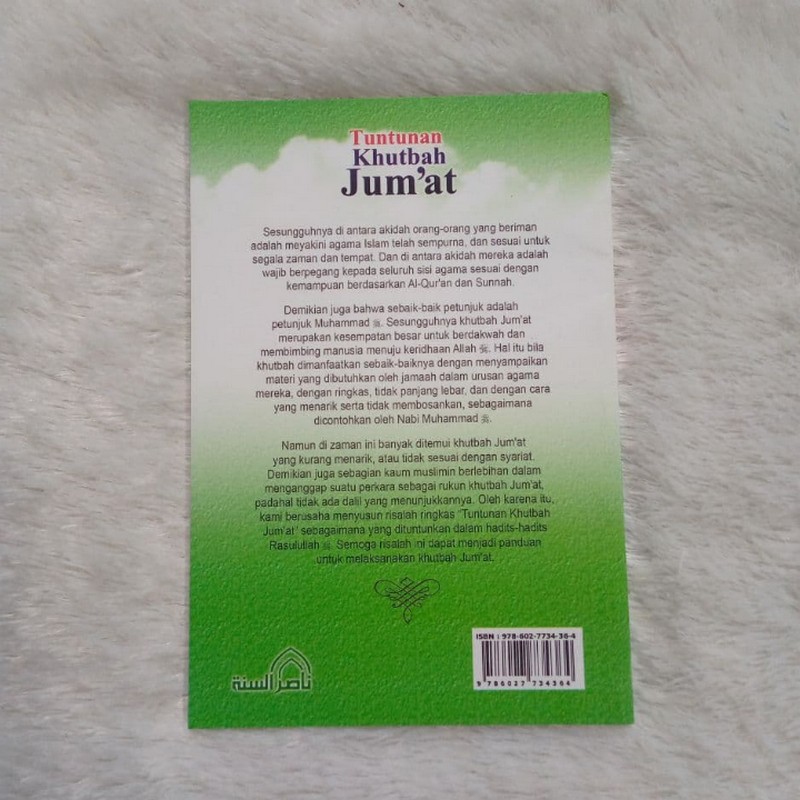 Tuntunan
Khutbah
Jum'at
Sesungguhnya di antara akidah orang-orang yang beriman
adalah meyakini agama Islam telah sempurna, dan sesuai untuk
segala zaman dan tempat. Dan di antara akidah mereka adalah
wajib berpegang kepada seluruh sisi agama sesuai dengan
kemampuan berdasarkan Al-Qur'an dan Sunnah.
Demikian juga bahwa sebaik-baik petunjuk adalah
petunjuk Muhammad ﷺ. Sesungguhnya khutbah Jum'at
merupakan kesempatan besar untuk berdakwah dan
membimbing manusia menuju keridhaan Allah. Hal itu bila
khutbah dimanfaatkan sebaik-baiknya dengan menyampaikan
materi yang dibutuhkan oleh jamaah dalam urusan agama
mereka, dengan ringkas, tidak panjang lebar, dan dengan cara
yang menarik serta tidak membosankan, sebagaimana
dicontohkan oleh Nabi Muhammad ﷺ.
Namun di zaman ini banyak ditemui khutbah Jum'at
yang kurang menarik, atau tidak sesuai dengan syariat.
Demikian juga sebagian kaum muslimin berlebihan dalam
menganggap suatu perkara sebagai rukun khutbah Jum'at,
padahal tidak ada dalil yang menunjukkannya. Oleh karena itu,
kami berusaha menyusun risalah ringkas "Tuntunan Khutbah
Jum'at" sebagaimana yang dituntunkan dalam hadits-hadits
Rasulullah ﷺ. Semoga risalah ini dapat menjadi panduan
untuk melaksanakan khutbah Jum'at.
ISBN : 978-602-7734-36-4
9 786027 734364
ناصر السنة